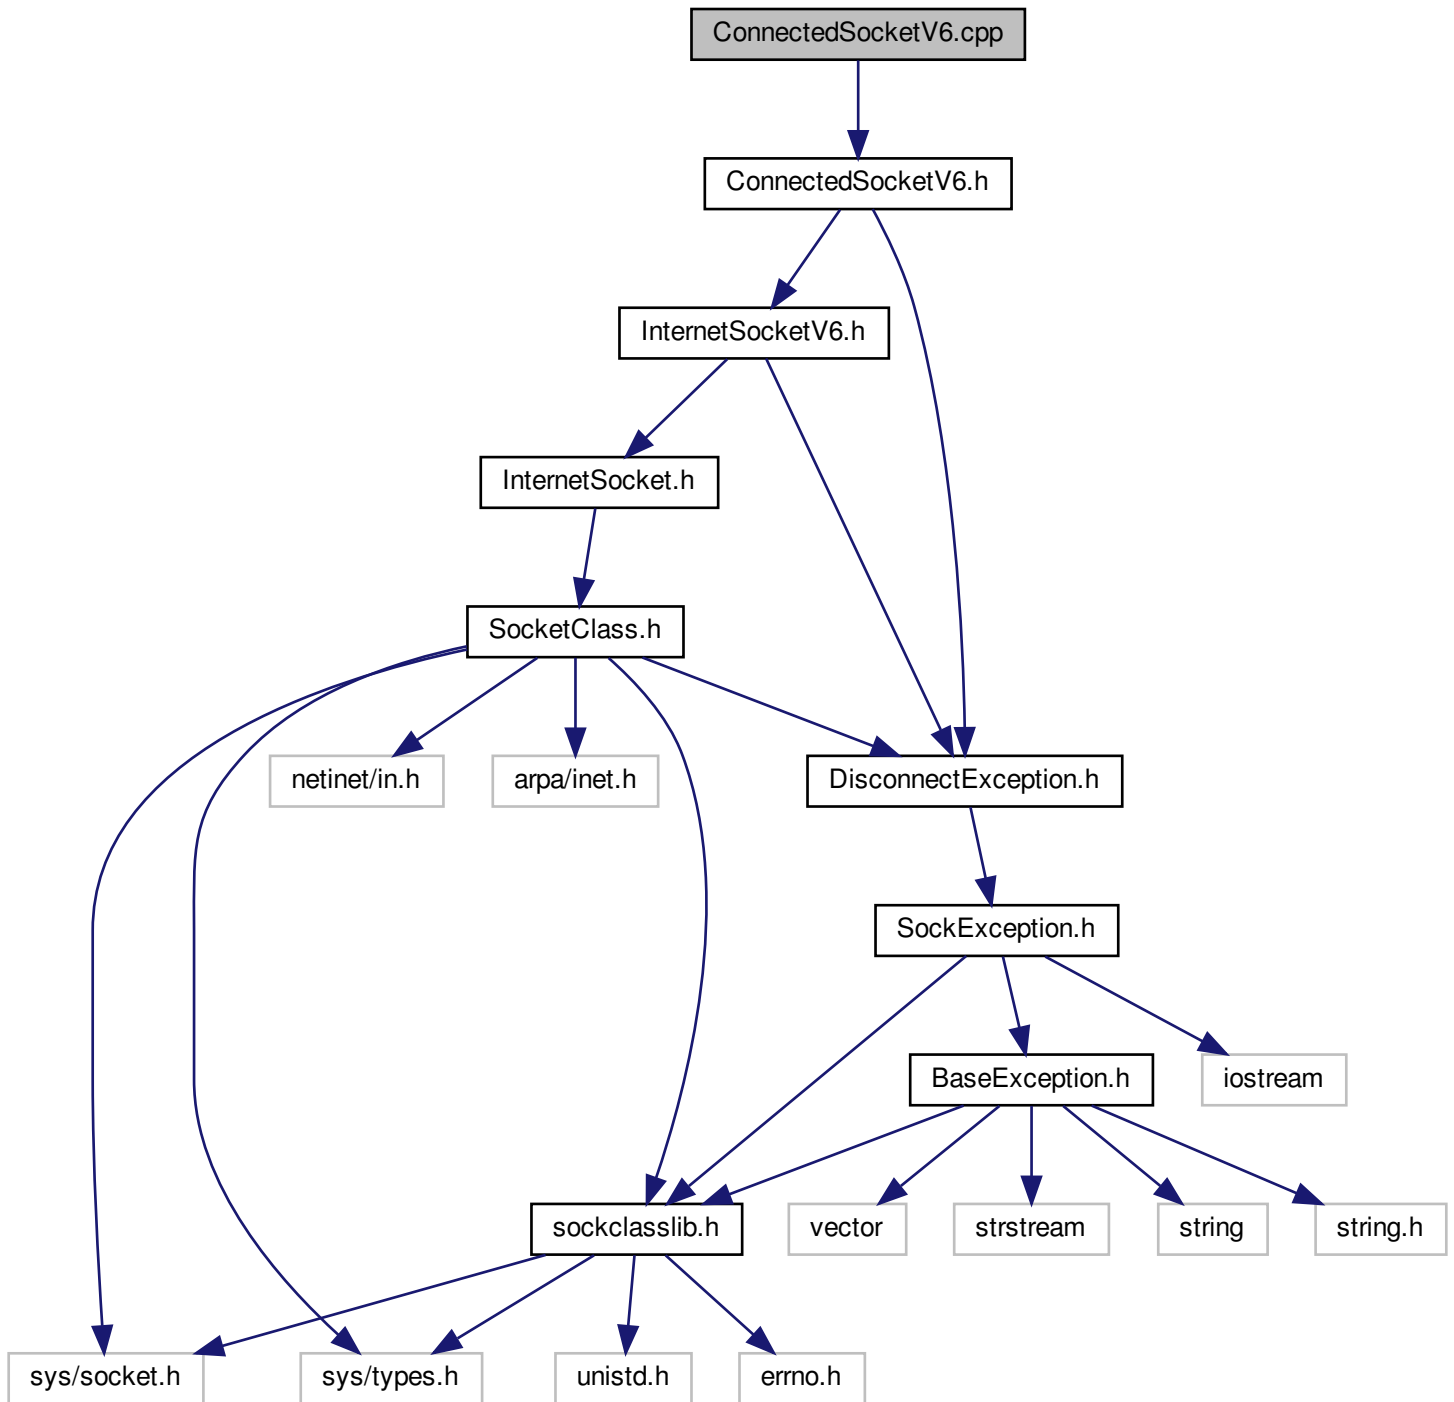 ConnectedSocketV6.cpp
ConnectedSocketV6.h
InternetSocketV6.h
InternetSocket.h
SocketClass.h
netinet/in.h
arpa/inet.h
DisconnectException.h
SockException.h
BaseException.h
iostream
sockclasslib.h
vector
strstream
string
string.h
sys/socket.h
sys/types.h
unistd.h
errno.h